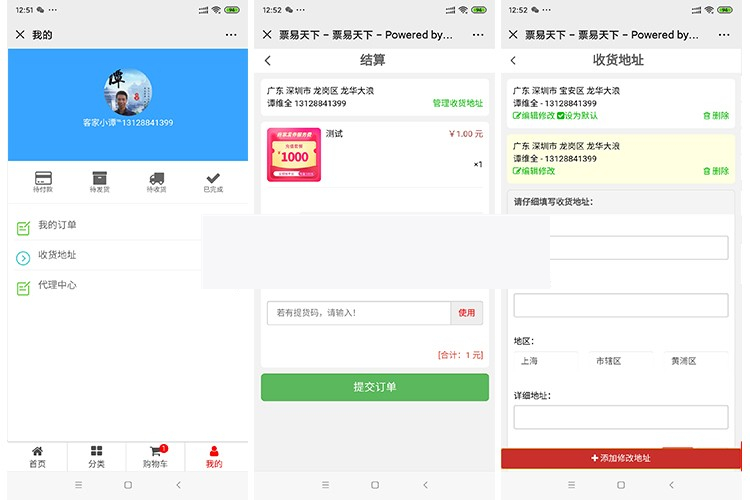 12:51
我的
客家小谭™13128841399
待付款
待发货
待收货
已完成
我的订单
收货地址
代理中心
首页
分类
购物车
1
我的
12:52
票易天下 – 票易天下 – Powered by...
结算
广东 深圳市 龙岗区 龙华大浪
谭维全 - 13128841399
管理收货地址
¥1000
测试
¥1.00 元
×1
若有提货码，请输入!
使用
[合计：1 元]
提交订单
12:52
票易天下 – 票易天下 – Powered by...
收货地址
广东 深圳市 宝安区 龙华大浪
谭维全 - 13128841399
编辑修改 设为默认
删除
广东 深圳市 龙岗区 龙华大浪
谭维全 - 13128841399
编辑修改
删除
请仔细填写收货地址：
地区：
上海
市辖区
黄浦区
详细地址：
添加修改地址